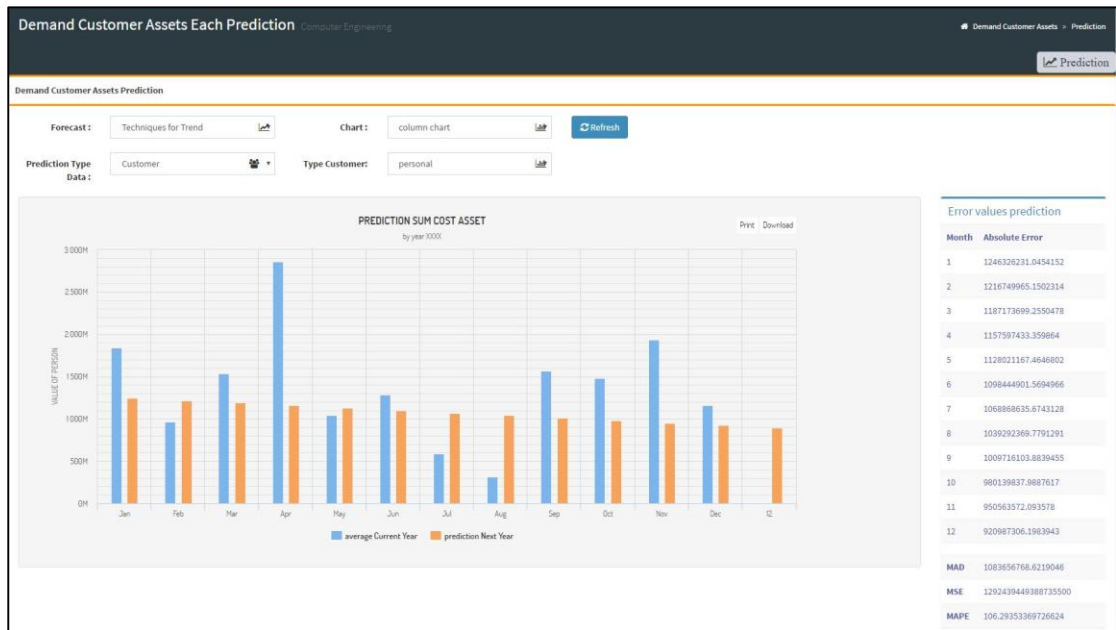 Demand Customer Assets Each Prediction Computer Engineering
Demand Customer Assets > Prediction
Prediction
Demand Customer Assets Prediction
Forecast : Techniques for Trend Chart : column chart Refresh
Prediction Type Data : Customer Type Customer: personal
PREDICTION SUM COST ASSET
by year XXXX
Print Download
VALUE OF PERSON
3 000M
2 500M
2 000M
1 500M
1 000M
500M
0M
Jan Feb Mar Apr May Jun Jul Aug Sep Oct Nov Dec 12
average Current Year prediction Next Year
Error values prediction
Month Absolute Error
1 1246326231.0454152
2 1216749965.1502314
3 1187173699.2550478
4 1157597433.359864
5 1128021167.4646802
6 1098444901.5694966
7 1068868635.6743128
8 1039292369.7791291
9 1009716103.8839455
10 980139837.9887617
11 950563572.093578
12 920987306.1983943
MAD 1083656768.6219046
MSE 1292439449388735500
MAPE 106.29353369726624